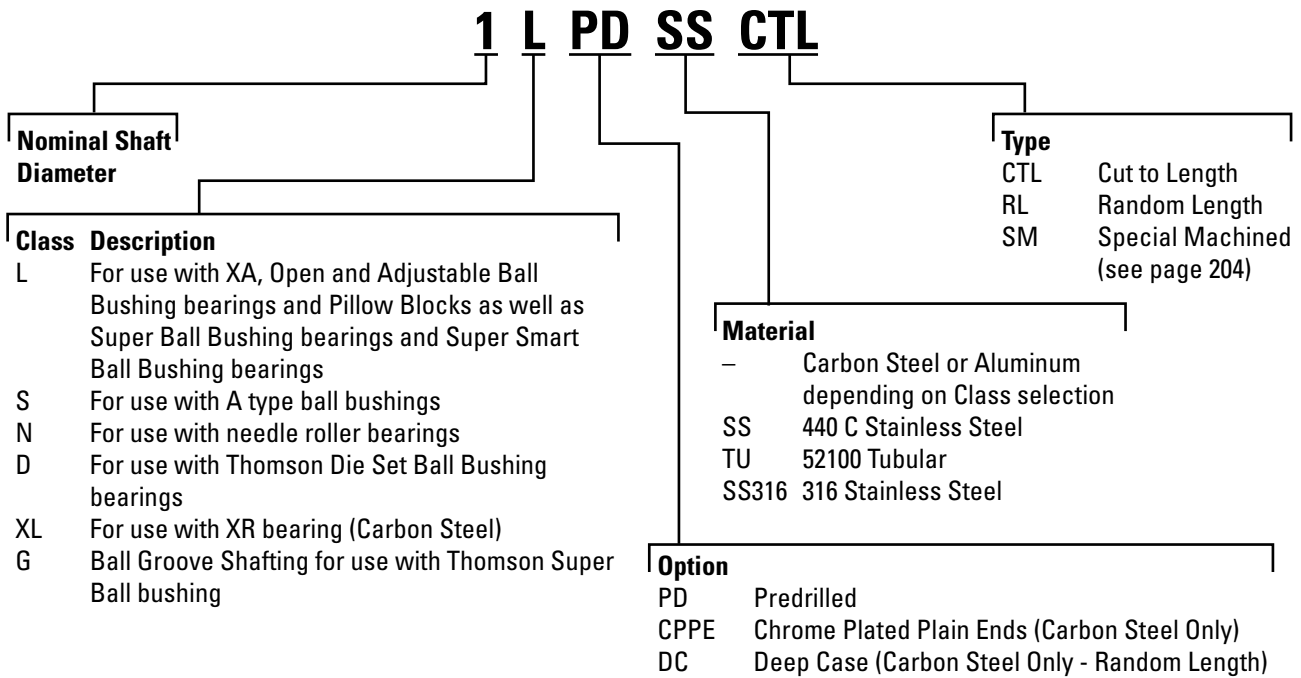 1 L PD SS CTL
Nominal Shaft
Diameter
Class Description
L For use with XA, Open and Adjustable Ball
Bushing bearings and Pillow Blocks as well as
Super Ball Bushing bearings and Super Smart
Ball Bushing bearings
S For use with A type ball bushings
N For use with needle roller bearings
D For use with Thomson Die Set Ball Bushing
bearings
XL For use with XR bearing (Carbon Steel)
G Ball Groove Shafting for use with Thomson Super
Ball bushing
Option
PD Predrilled
CPPE Chrome Plated Plain Ends (Carbon Steel Only)
DC Deep Case (Carbon Steel Only - Random Length)
Material
– Carbon Steel or Aluminum
depending on Class selection
SS 440 C Stainless Steel
TU 52100 Tubular
SS316 316 Stainless Steel
Type
CTL Cut to Length
RL Random Length
SM Special Machined
(see page 204)